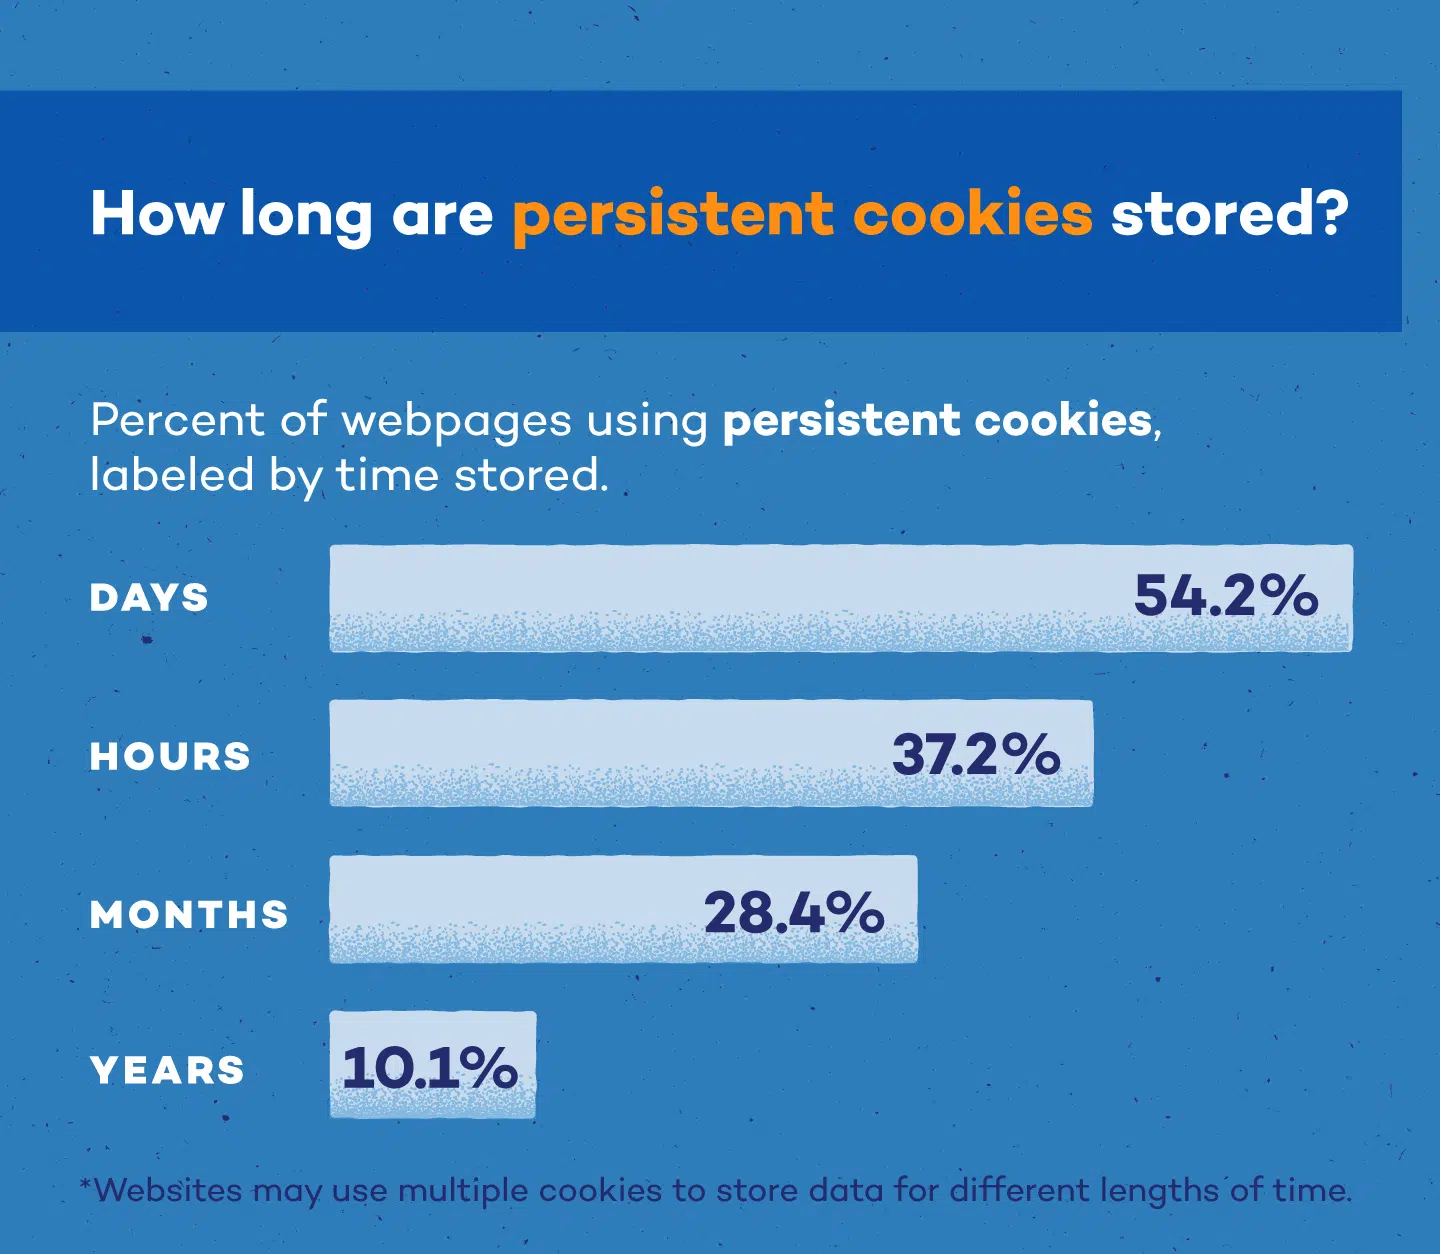 How long are persistent cookies stored?
Percent of webpages using persistent cookies,
labeled by time stored.
DAYS 54.2%
HOURS 37.2%
MONTHS 28.4%
YEARS 10.1%
*Websites may use multiple cookies to store data for different lengths of time.